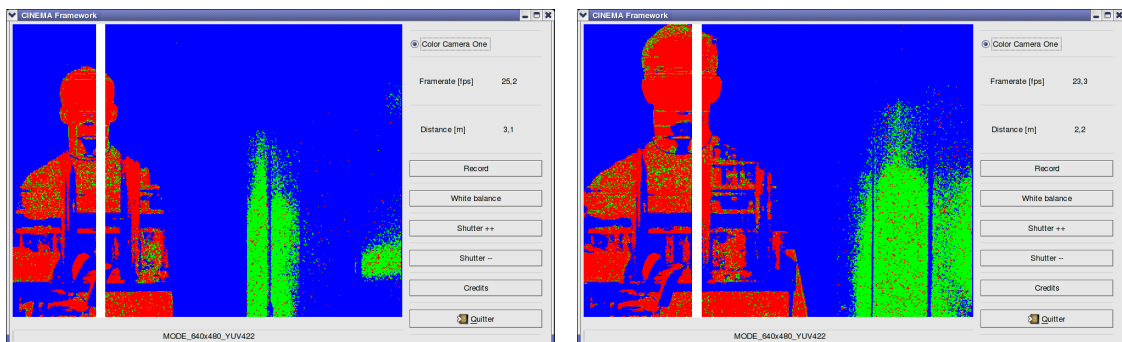 CINEMA Framework
Color Camera One
Framerate [fps] 25,2
Distance [m] 3,1
Record
White balance
Shutter ++
Shutter --
Credits
Quitter
MODE_640x480_YUV422
CINEMA Framework
Color Camera One
Framerate [fps] 23,3
Distance [m] 2,2
Record
White balance
Shutter ++
Shutter --
Credits
Quitter
MODE_640x480_YUV422